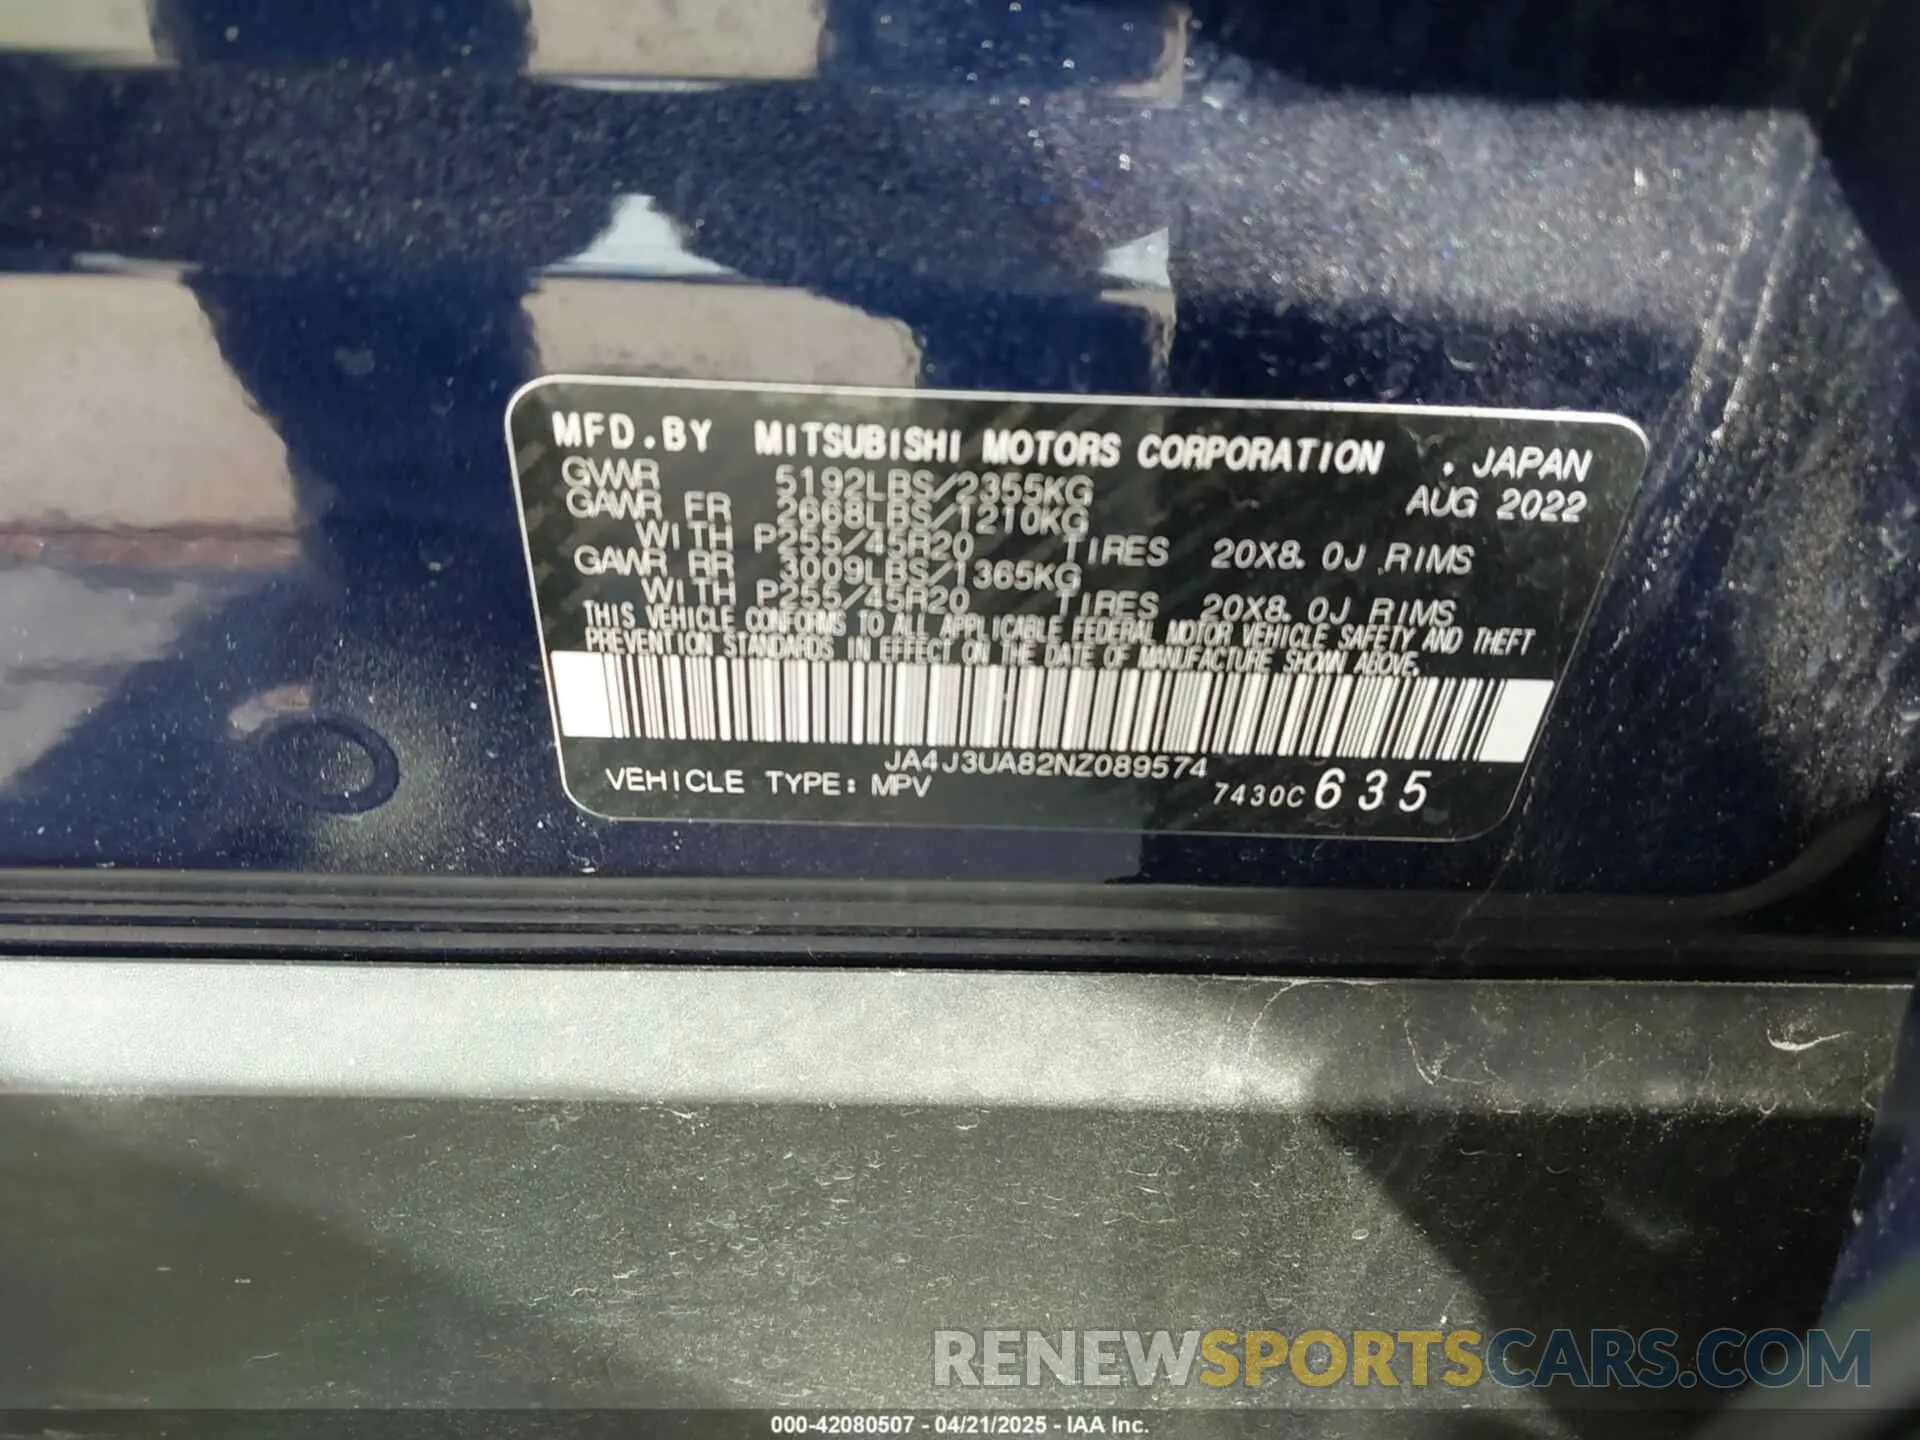 MFD.BY MITSUBISHI MOTORS CORPORATION . JAPAN
GVWR 5192LBS/2355KG AUG 2022
GAWR FR 2668LBS/1210KG
WITH P255/45R20 TIRES 20X8.0J RIMS
GAWR RR 3009LBS/1365KG
WITH P255/45R20 TIRES 20X8.0J RIMS
THIS VEHICLE CONFORMS TO ALL APPLICABLE FEDERAL MOTOR VEHICLE SAFETY AND THEFT
PREVENTION STANDARDS IN EFFECT ON THE DATE OF MANUFACTURE SHOWN ABOVE.
JA4J3UA82NZ089574
VEHICLE TYPE: MPV 7430C 635
RENEWSPORTSCARS.COM
000-42080507 - 04/21/2025 - IAA Inc.